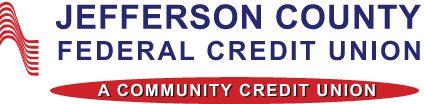 JEFFERSON COUNTY
FEDERAL CREDIT UNION
A COMMUNITY CREDIT UNION